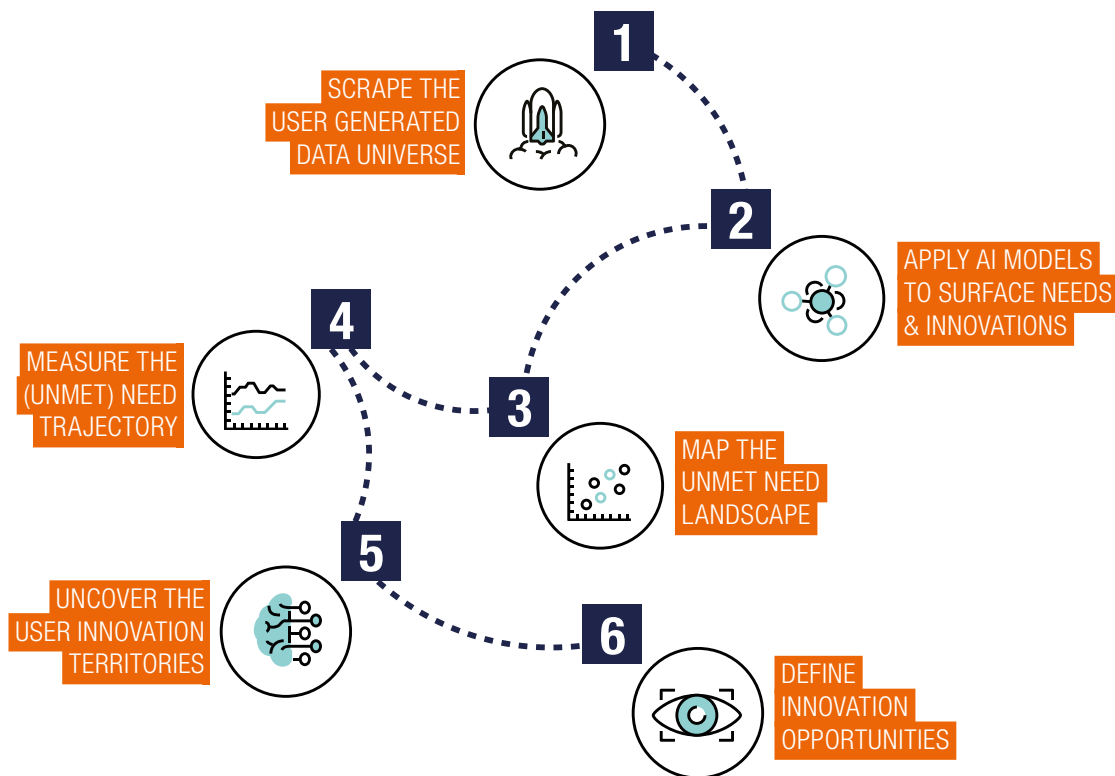 1
SCRAPE THE
USER GENERATED
DATA UNIVERSE
2
APPLY AI MODELS
TO SURFACE NEEDS
& INNOVATIONS
3
MAP THE
UNMET NEED
LANDSCAPE
4
MEASURE THE
(UNMET) NEED
TRAJECTORY
5
UNCOVER THE
USER INNOVATION
TERRITORIES
6
DEFINE
INNOVATION
OPPORTUNITIES